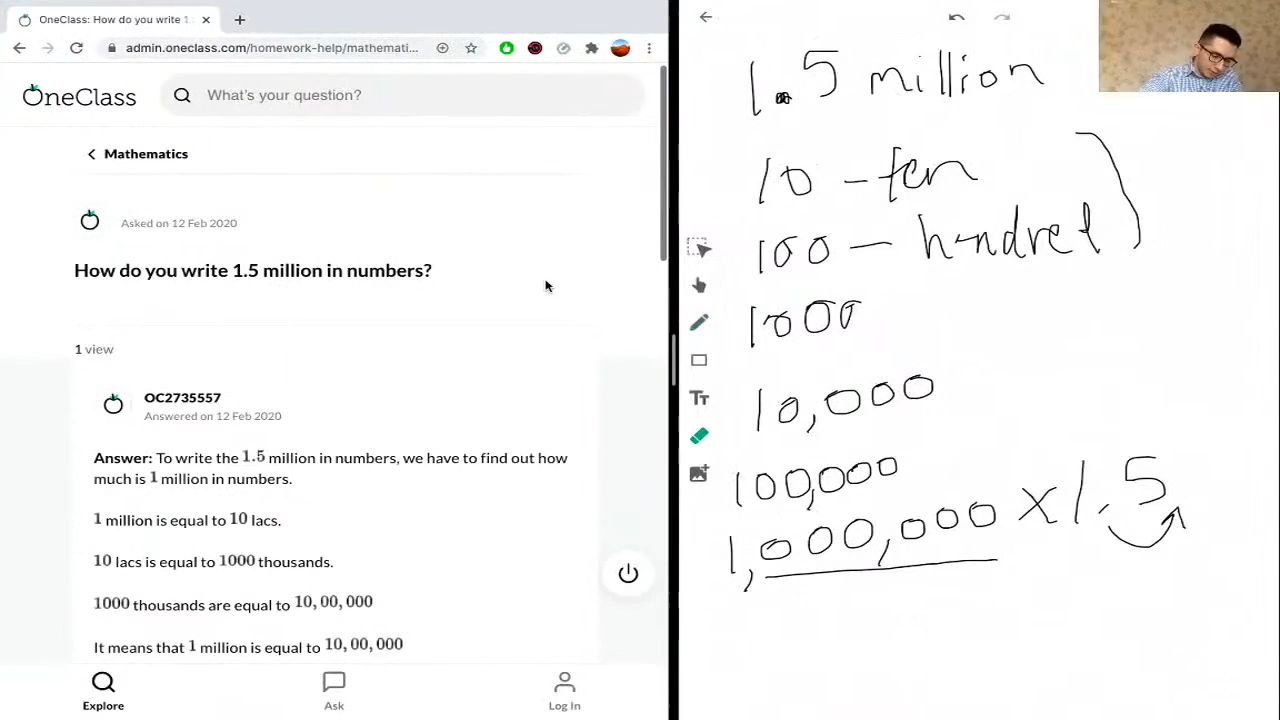 OneClass: How do you write 1
admin.oneclass.com/homework-help/mathemati...
OneClass
What's your question?
Mathematics
Asked on 12 Feb 2020
How do you write 1.5 million in numbers?
1 view
OC2735557
Answered on 12 Feb 2020
Answer: To write the 1.5 million in numbers, we have to find out how
much is 1 million in numbers.
1 million is equal to 10 lacs.
10 lacs is equal to 1000 thousands.
1000 thousands are equal to 10, 00, 000
It means that 1 million is equal to 10, 00, 000
Explore
Ask
Log In
1.5 million
10 - ten
100 - hundred
1000
10,000
100,000
1,000,000 x 1.5
Tт